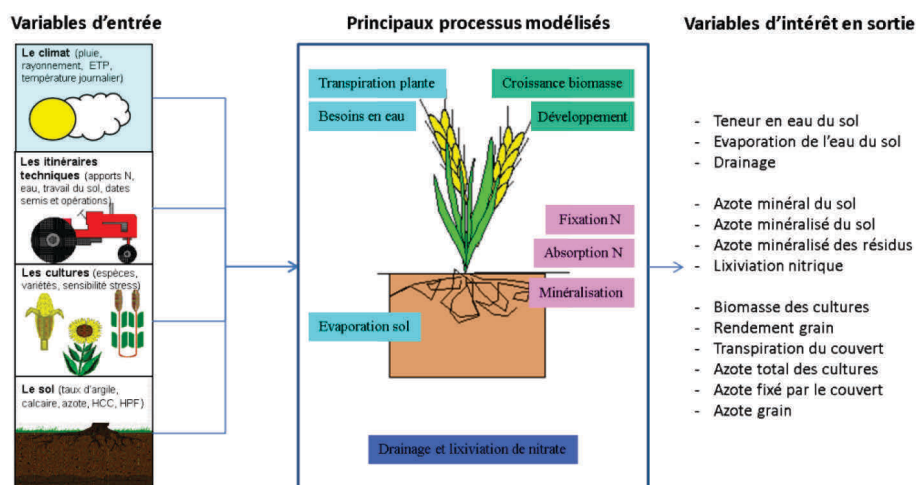 Variables d'entrée
Le climat (pluie,
rayonnement, ETP,
température journalier)
Les itinéraires
techniques (apports N,
eau, travail du sol, dates
semis et opérations)
Les cultures (espèces,
variétés, sensibilité stress)
Le sol (taux d'argile,
calcaire, azote, HCC, HPF)
Principaux processus modélisés
Transpiration plante
Croissance biomasse
Besoins en eau
Développement
Fixation N
Absorption N
Minéralisation
Evaporation sol
Drainage et lixiviation de nitrate
Variables d'intérêt en sortie
- Teneur en eau du sol
- Evaporation de l'eau du sol
- Drainage
- Azote minéral du sol
- Azote minéralisé du sol
- Azote minéralisé des résidus
- Lixiviation nitrique
- Biomasse des cultures
- Rendement grain
- Transpiration du couvert
- Azote total des cultures
- Azote fixé par le couvert
- Azote grain